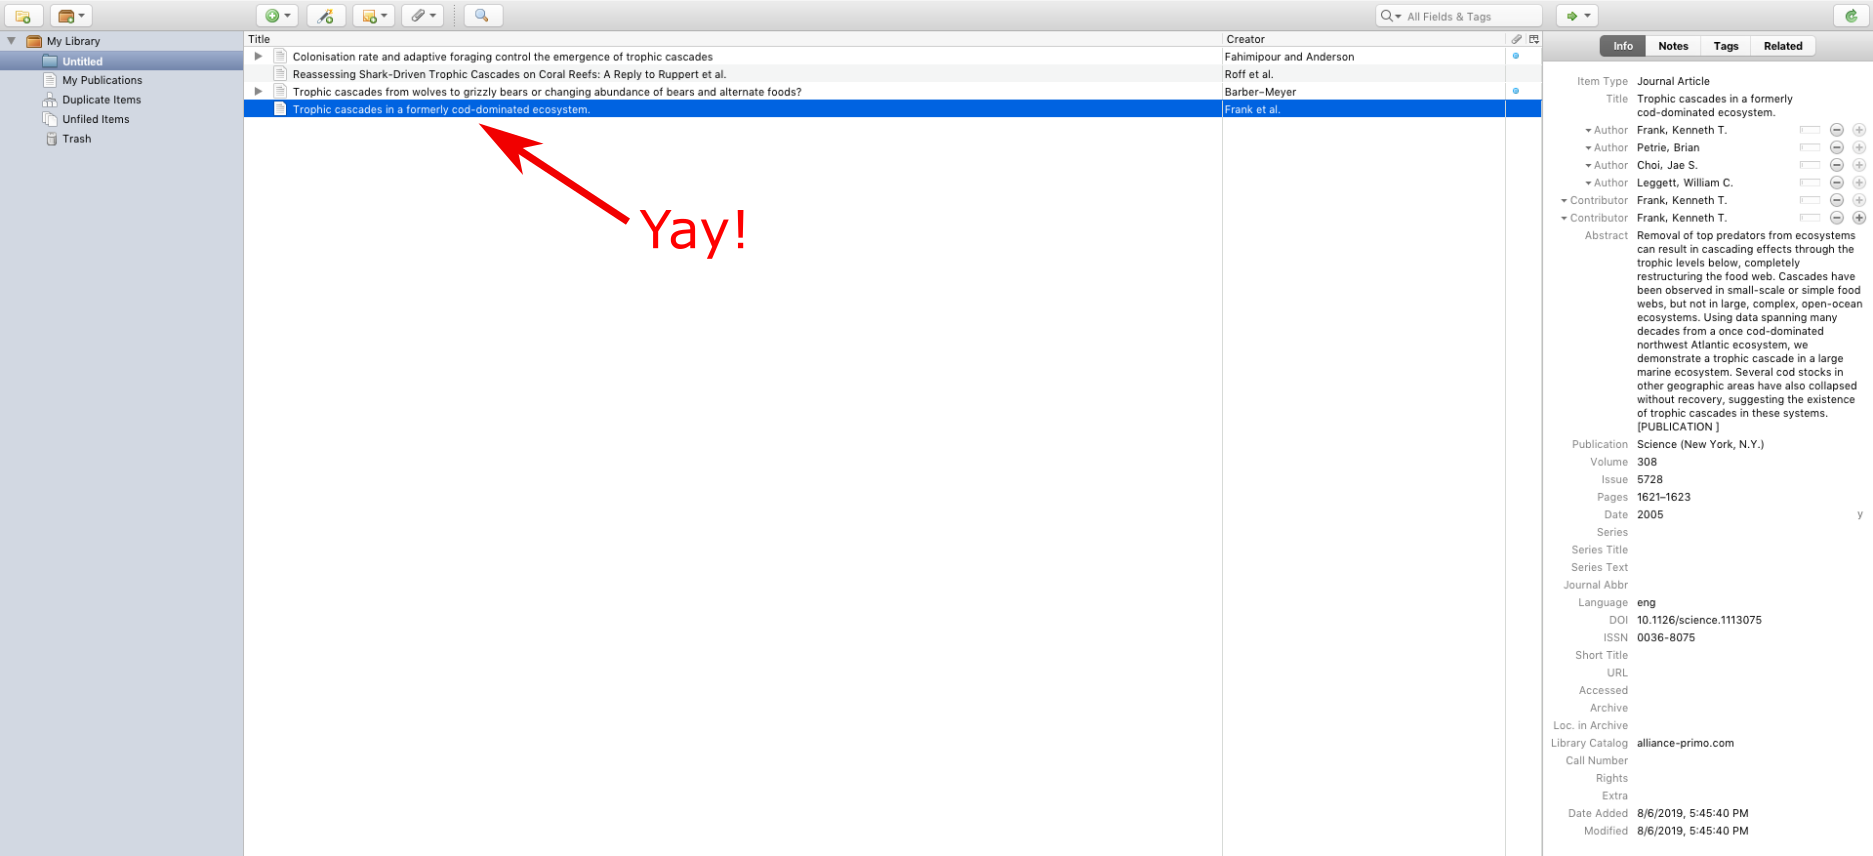 All Fields & Tags
My Library
Untitled
My Publications
Duplicate Items
Unfiled Items
Trash
Title Creator
Colonisation rate and adaptive foraging control the emergence of trophic cascades Fahimipour and Anderson
Reassessing Shark-Driven Trophic Cascades on Coral Reefs: A Reply to Ruppert et al. Roff et al.
Trophic cascades from wolves to grizzly bears or changing abundance of bears and alternate foods? Barber-Meyer
Trophic cascades in a formerly cod-dominated ecosystem. Frank et al.
Yay!
Info Notes Tags Related
Item Type Journal Article
Title Trophic cascades in a formerly
cod-dominated ecosystem.
Author Frank, Kenneth T.
Author Petrie, Brian
Author Choi, Jae S.
Author Leggett, William C.
Contributor Frank, Kenneth T.
Contributor Frank, Kenneth T.
Abstract Removal of top predators from ecosystems
can result in cascading effects through the
trophic levels below, completely
restructuring the food web. Cascades have
been observed in small-scale or simple food
webs, but not in large, complex, open-ocean
ecosystems. Using data spanning many
decades from a once cod-dominated
northwest Atlantic ecosystem, we
demonstrate a trophic cascade in a large
marine ecosystem. Several cod stocks in
other geographic areas have also collapsed
without recovery, suggesting the existence
of trophic cascades in these systems.
[PUBLICATION ]
Publication Science (New York, N.Y.)
Volume 308
Issue 5728
Pages 1621–1623
Date 2005 y
Series
Series Title
Series Text
Journal Abbr
Language eng
DOI 10.1126/science.1113075
ISSN 0036-8075
Short Title
URL
Accessed
Archive
Loc. in Archive
Library Catalog alliance-primo.com
Call Number
Rights
Extra
Date Added 8/6/2019, 5:45:40 PM
Modified 8/6/2019, 5:45:40 PM